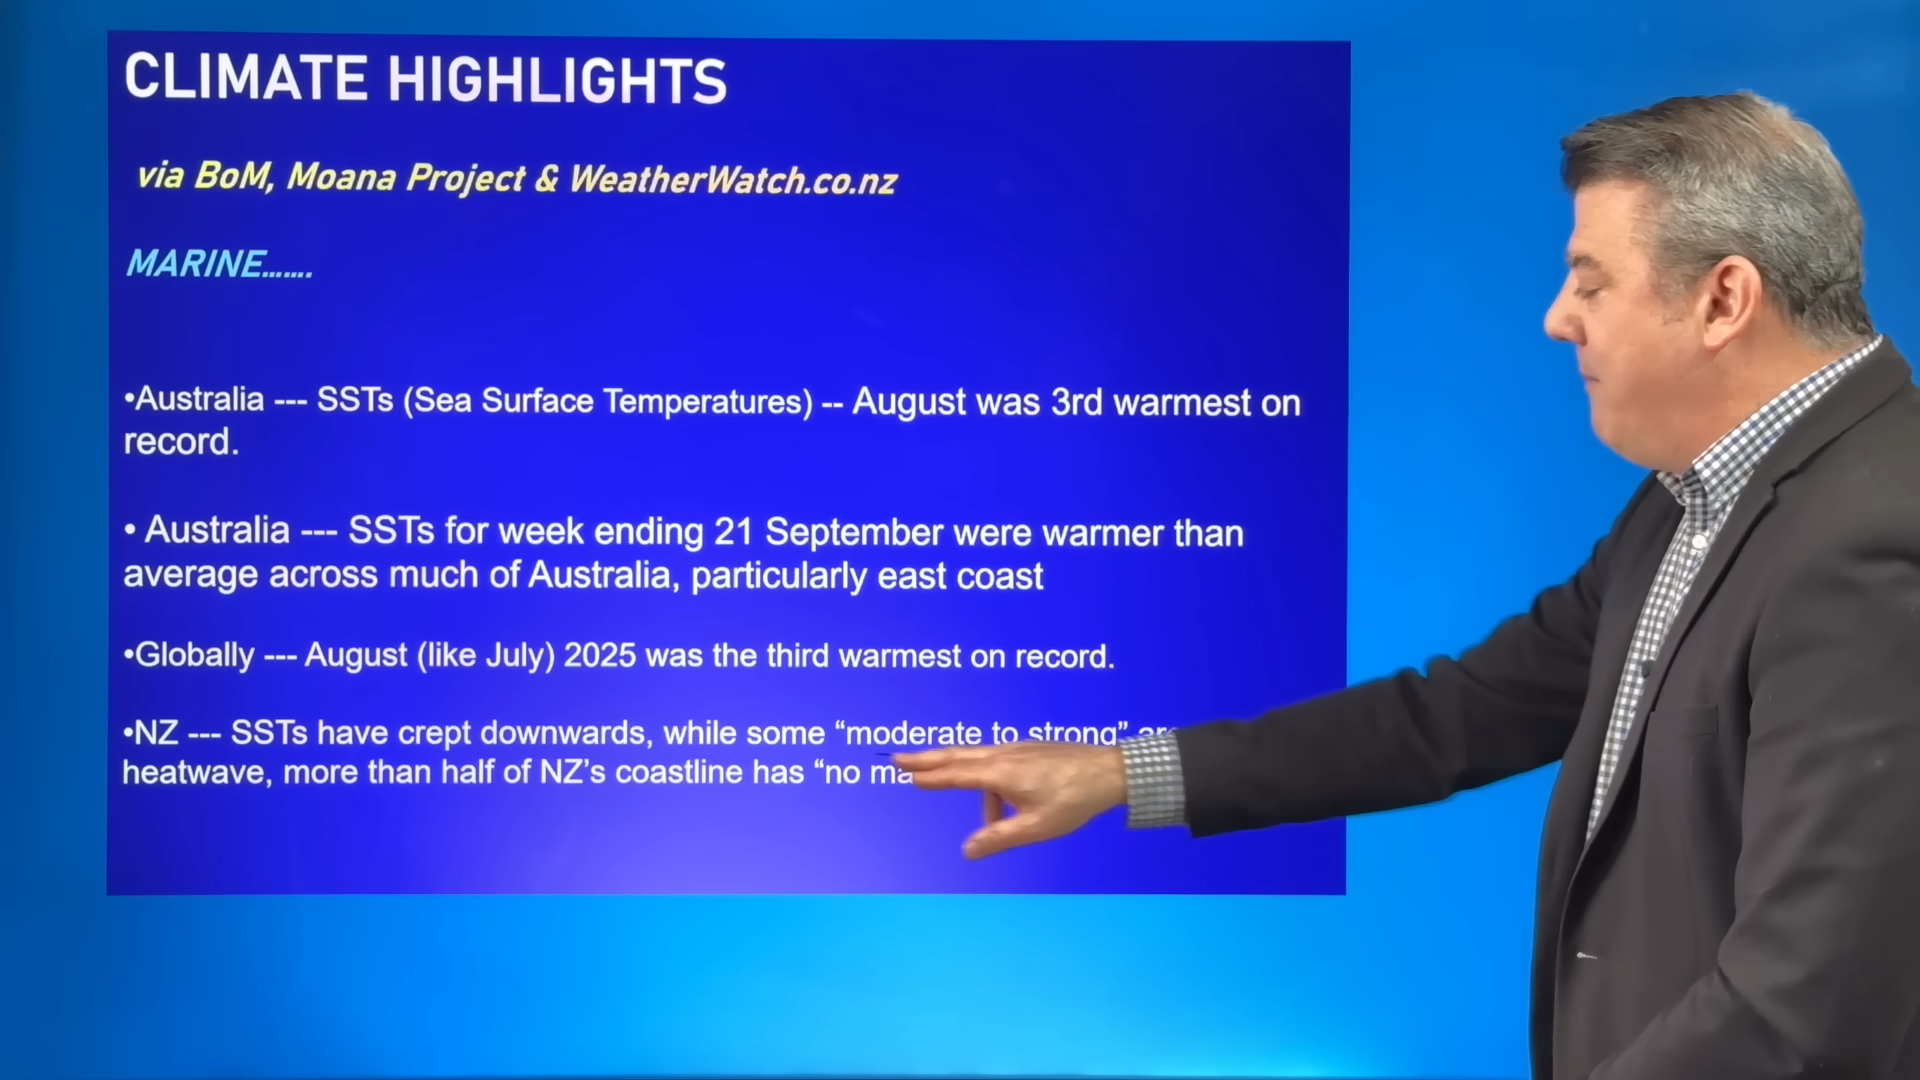 CLIMATE HIGHLIGHTS
via BoM, Moana Project & WeatherWatch.co.nz
MARINE.......
•Australia --- SSTs (Sea Surface Temperatures) -- August was 3rd warmest on
record.
• Australia --- SSTs for week ending 21 September were warmer than
average across much of Australia, particularly east coast
•Globally --- August (like July) 2025 was the third warmest on record.
•NZ --- SSTs have crept downwards, while some “moderate to strong”
heatwave, more than half of NZ’s coastline has “no